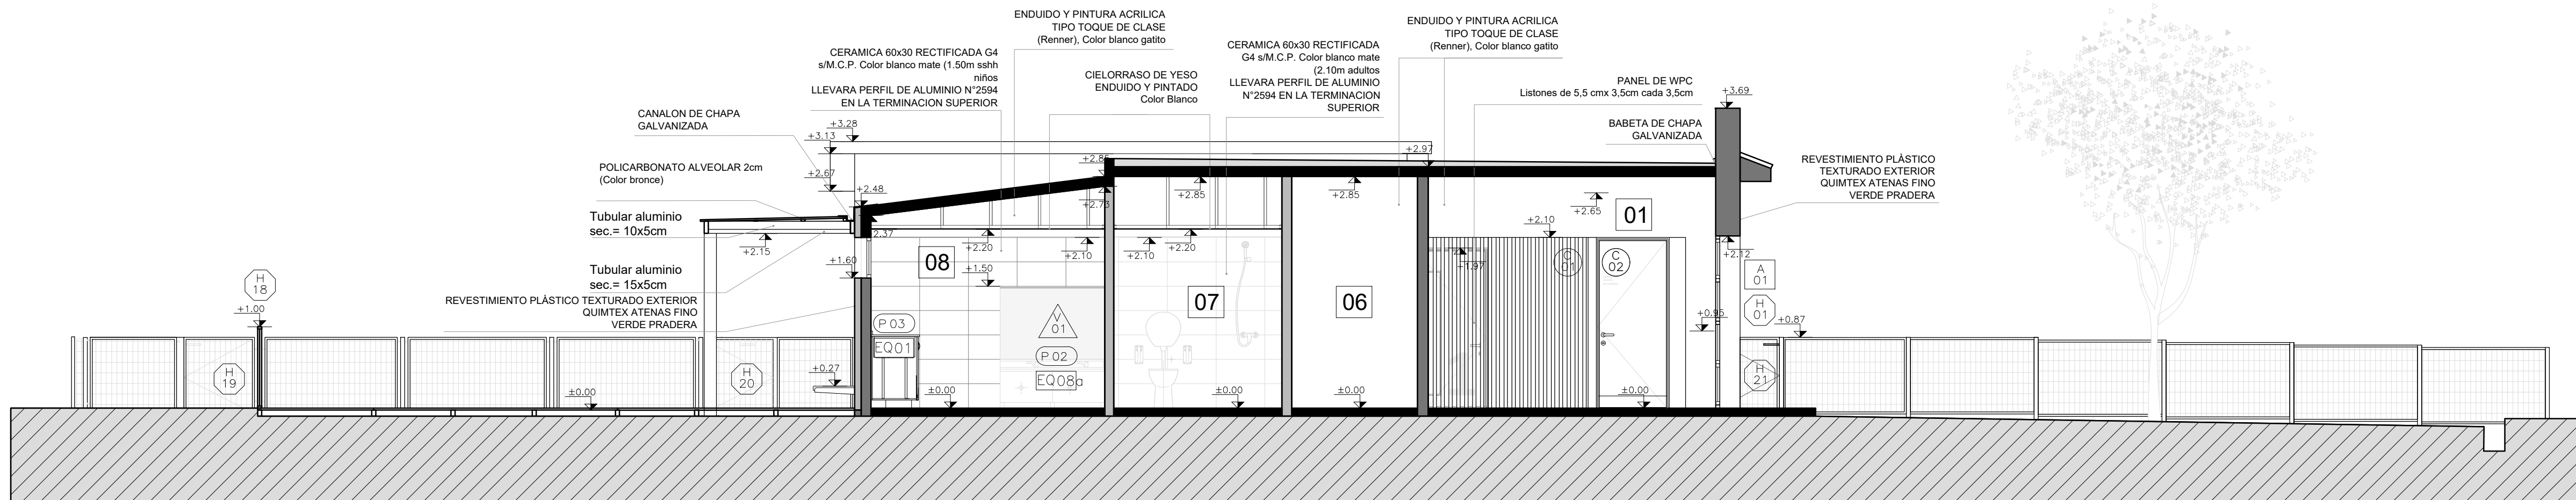 ENDUIDO Y PINTURA ACRILICA
TIPO TOQUE DE CLASE
(Renner), Color blanco gatito
ENDUIDO Y PINTURA ACRILICA
TIPO TOQUE DE CLASE
(Renner), Color blanco gatito
CERAMICA 60x30 RECTIFICADA G4
s/M.C.P. Color blanco mate (1.50m sshh
niños
LLEVARA PERFIL DE ALUMINIO N°2594
EN LA TERMINACION SUPERIOR
CERAMICA 60x30 RECTIFICADA
G4 s/M.C.P. Color blanco mate
(2.10m adultos
LLEVARA PERFIL DE ALUMINIO
N°2594 EN LA TERMINACION
SUPERIOR
CIELORRASO DE YESO
ENDUIDO Y PINTADO
Color Blanco
PANEL DE WPC
Listones de 5,5 cmx 3,5cm cada 3,5cm
+3.69
CANALON DE CHAPA
GALVANIZADA
BABETA DE CHAPA
GALVANIZADA
+3.28
+3.13
+2.97
POLICARBONATO ALVEOLAR 2cm
(Color bronce)
REVESTIMIENTO PLÀSTICO
TEXTURADO EXTERIOR
QUIMTEX ATENAS FINO
VERDE PRADERA
+2.67
+2.48
+2.73
+2.85
+2.85
+2.65
01
Tubular aluminio
sec.= 10x5cm
+2.15
2.37
+2.20
+2.10
+2.10
+2.20
+2.10
+2.12
08
+1.60
+1.50
+1.97
C
01
C
02
A
01
Tubular aluminio
sec.= 15x5cm
H
18
+1.00
REVESTIMIENTO PLÀSTICO TEXTURADO EXTERIOR
QUIMTEX ATENAS FINO
VERDE PRADERA
07
06
H
01
+0.95
+0.87
P 03
V
01
EQ01
P 02
EQ08a
H
19
H
20
H
21
+0.27
±0.00
±0.00
±0.00
±0.00
±0.00